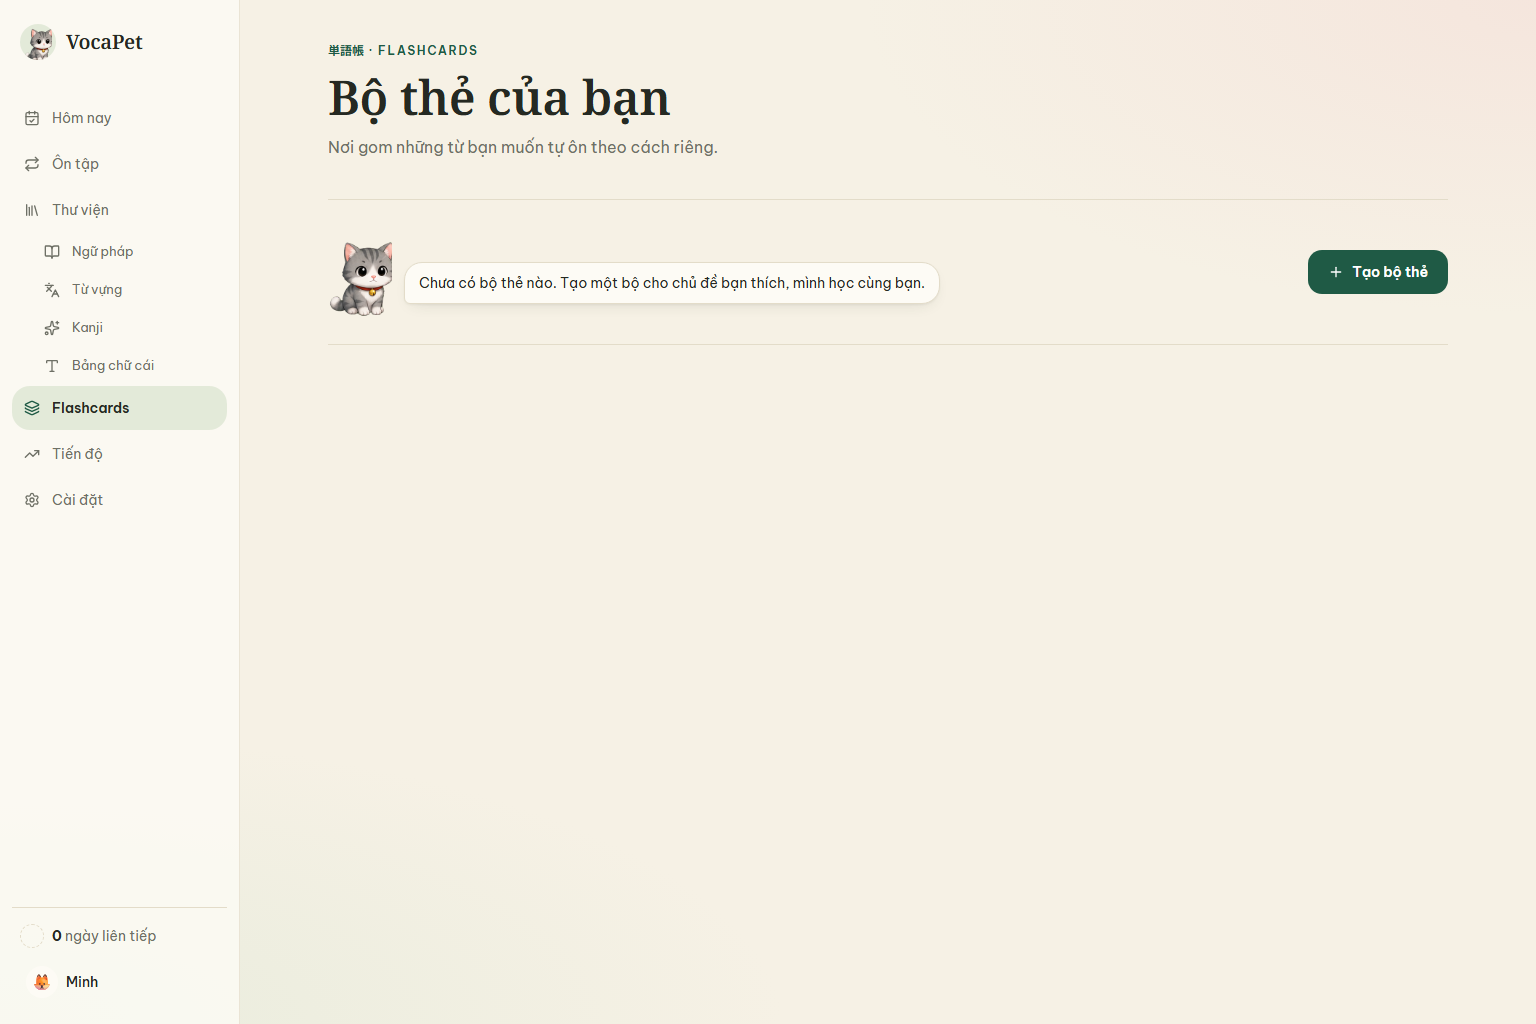 VocaPet
Hôm nay
Ôn tập
Thư viện
Ngữ pháp
Từ vựng
Kanji
Bảng chữ cái
Flashcards
Tiến độ
Cài đặt
0 ngày liên tiếp
Minh
単語帳 · FLASHCARDS
Bộ thẻ của bạn
Nơi gom những từ bạn muốn tự ôn theo cách riêng.
Chưa có bộ thẻ nào. Tạo một bộ cho chủ đề bạn thích, mình học cùng bạn.
Tạo bộ thẻ